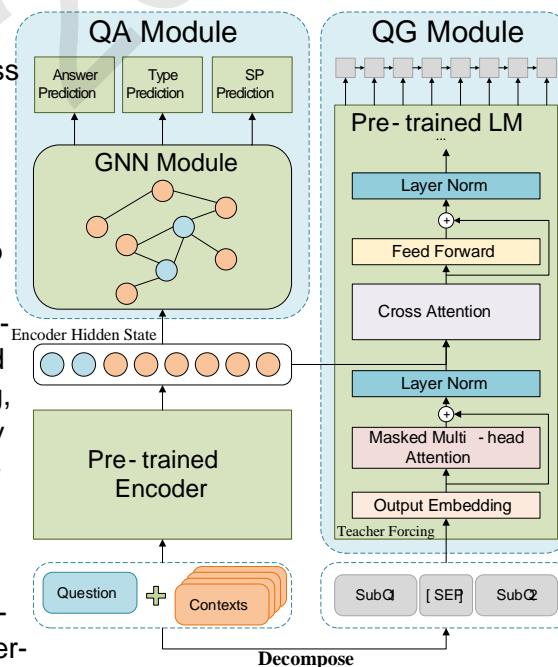 QA Module
Answer
Prediction
Type
Prediction
SP
Prediction
GNN Module
Encoder Hidden State
Pre- trained
Encoder
Question
Contexts
Decompose
QG Module
Pre- trained LM
...
Layer Norm
+
Feed Forward
Cross Attention
Layer Norm
+
Masked Multi - head
Attention
Output Embedding
Teacher Forcing
SubQ1
[ SEP]
SubQ2
ss
-
g,
-
er-